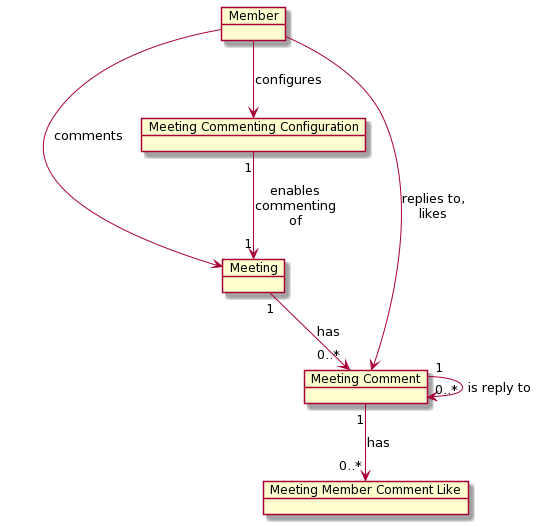 Member
configures
comments
Meeting Commenting Configuration
1
enables
commenting
of
replies to,
likes
1
Meeting
1
has
0..*
Meeting Comment
1
0..*
is reply to
1
has
0..*
Meeting Member Comment Like